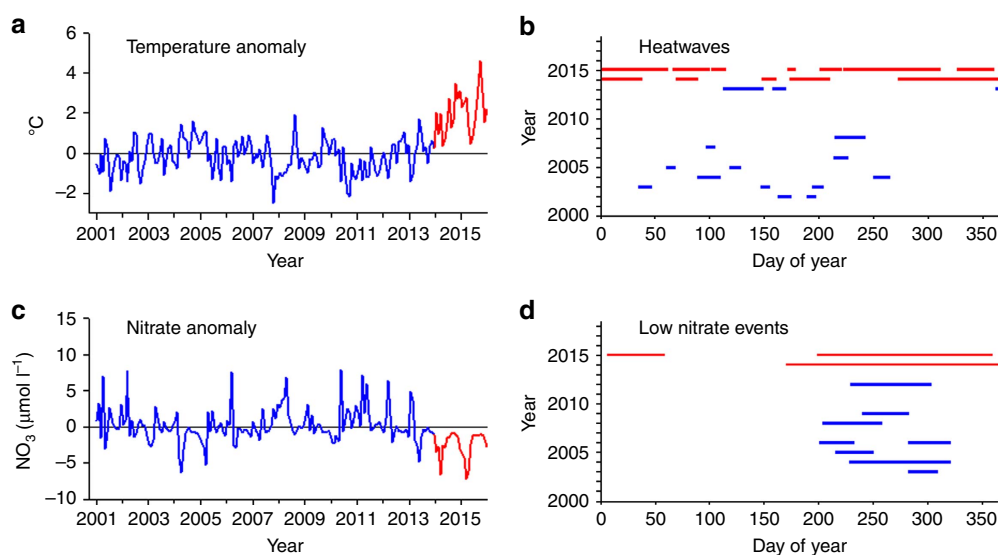 a
Temperature anomaly
6
4
2
0
–2
°C
2001 2003 2005 2007 2009 2011 2013 2015
Year
b
Heatwaves
2015
2010
2005
2000
Year
0 50 100 150 200 250 300 350
Day of year
c
Nitrate anomaly
15
10
5
0
–5
–10
NO3 (μmol l–1)
2001 2003 2005 2007 2009 2011 2013 2015
Year
d
Low nitrate events
2015
2010
2005
2000
Year
0 50 100 150 200 250 300 350
Day of year